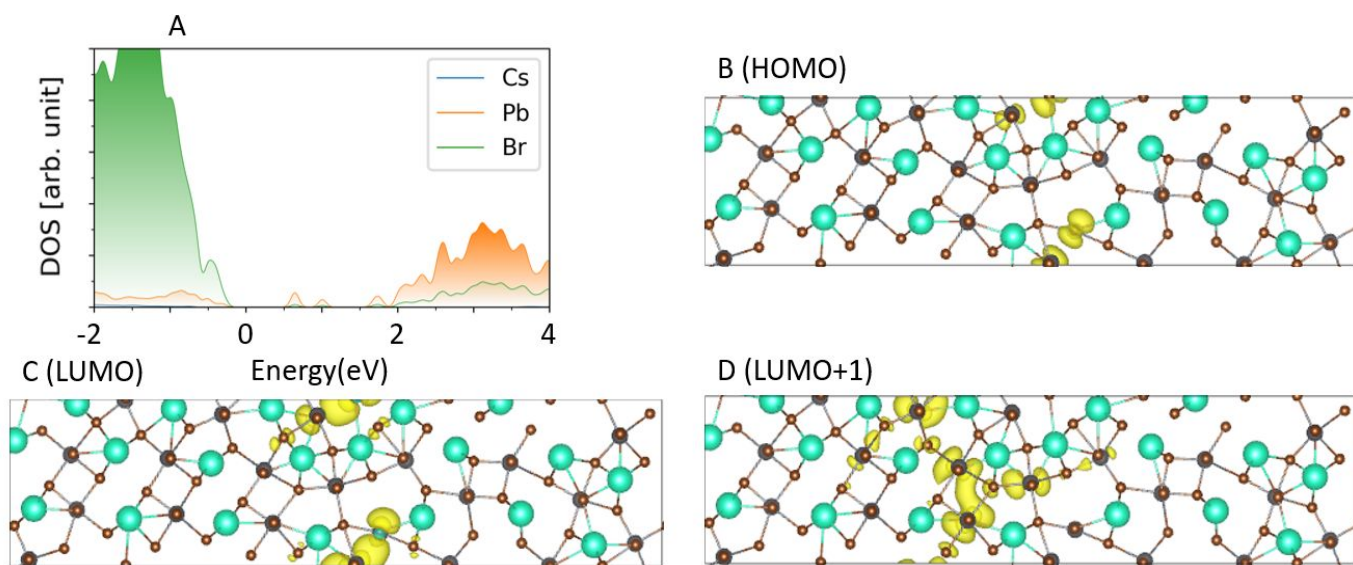 A
DOS [arb. unit]
Cs
Pb
Br
-2
0
2
4
Energy(eV)
B (HOMO)
C (LUMO)
D (LUMO+1)